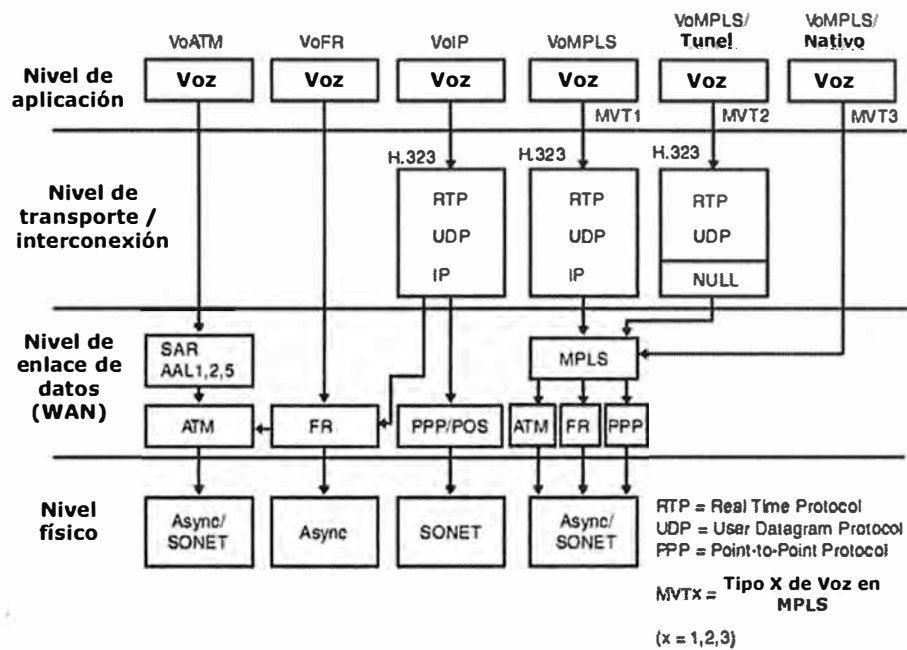 VoATM VoFR VoIP VoMPLS VoMPLS/ Tunel VoMPLS/ Nativo
Nivel de
aplicación
Voz Voz Voz Voz Voz Voz
MVT1 MVT2 MVT3
H.323 H.323 H.323
Nivel de
transporte /
interconexión
RTP RTP RTP
UDP UDP UDP
IP IP NULL
Nivel de
enlace de
datos
(WAN)
SAR
AAL1,2,5
MPLS
ATM FR PPP/POS ATM FR PPP
Nivel
físico
Async/
SONET
Async
SONET
Async/
SONET
RTP = Real Time Protocol
UDP = User Datagram Protocol
PPP = Point-to-Point Protocol
MVTX = Tipo X de Voz en
MPLS
(x = 1,2,3)